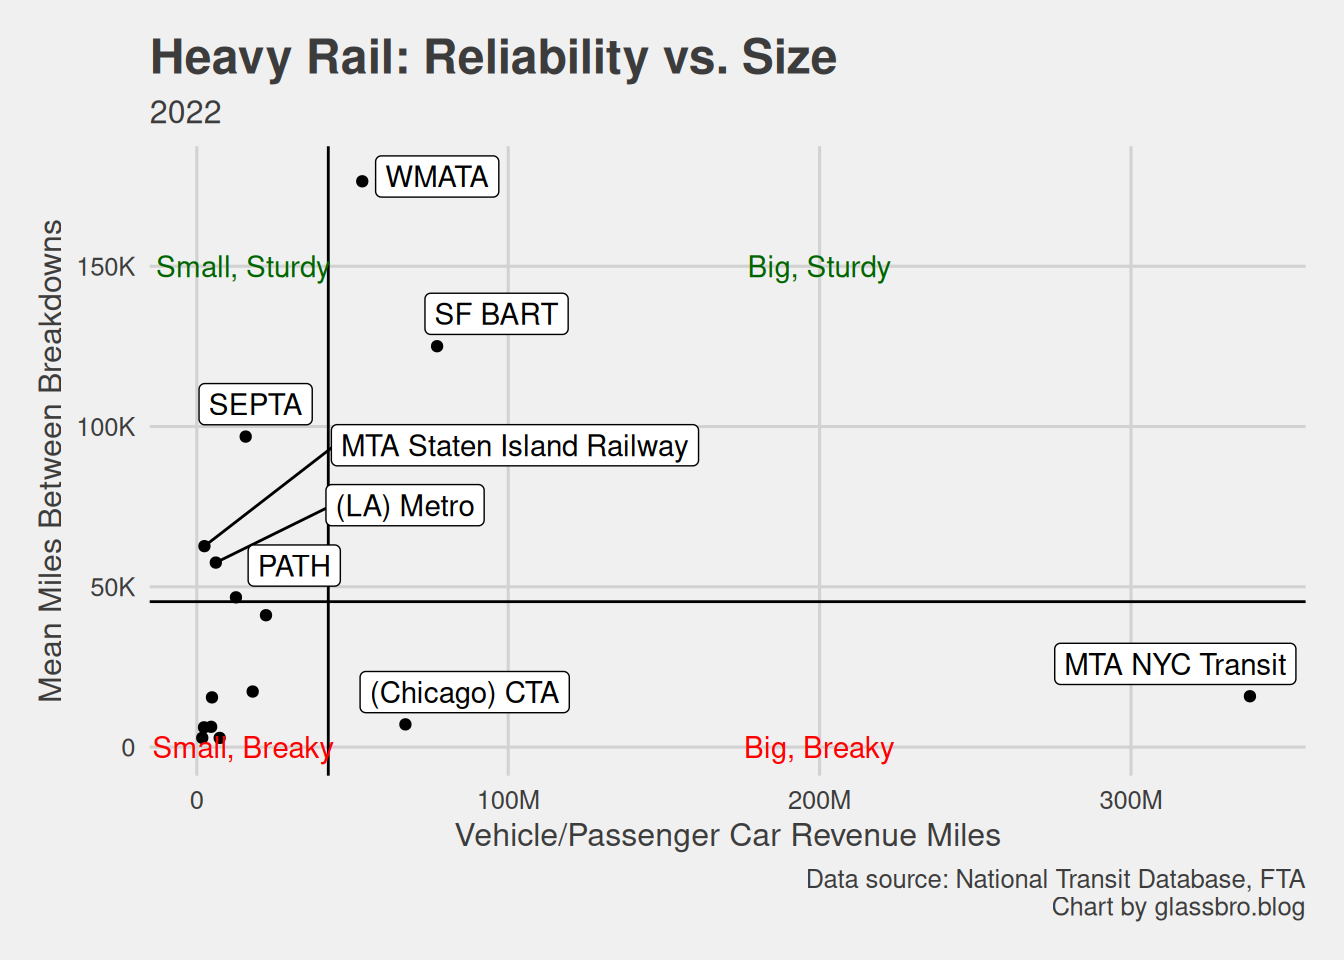 Heavy Rail: Reliability vs. Size
2022
Mean Miles Between Breakdowns
150K
100K
50K
0
WMATA
Small, Sturdy
Big, Sturdy
SF BART
SEPTA
MTA Staten Island Railway
(LA) Metro
PATH
MTA NYC Transit
(Chicago) CTA
Small, Breaky
Big, Breaky
0
100M
200M
300M
Vehicle/Passenger Car Revenue Miles
Data source: National Transit Database, FTA
Chart by glassbro.blog